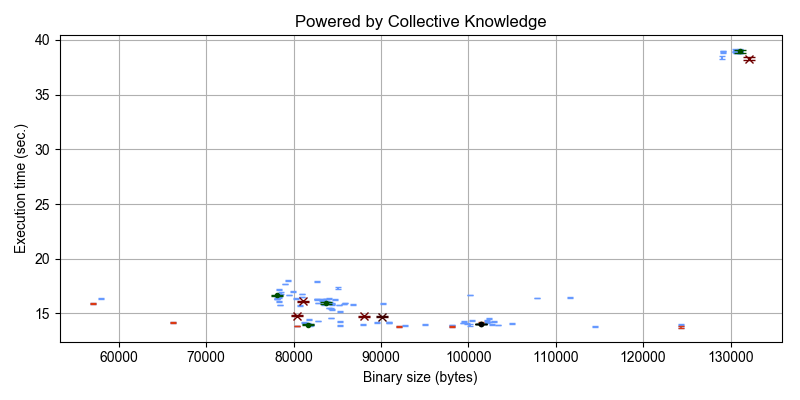 Powered by Collective Knowledge
Execution time (sec.)
40
35
30
25
20
15
60000 70000 80000 90000 100000 110000 120000 130000
Binary size (bytes)